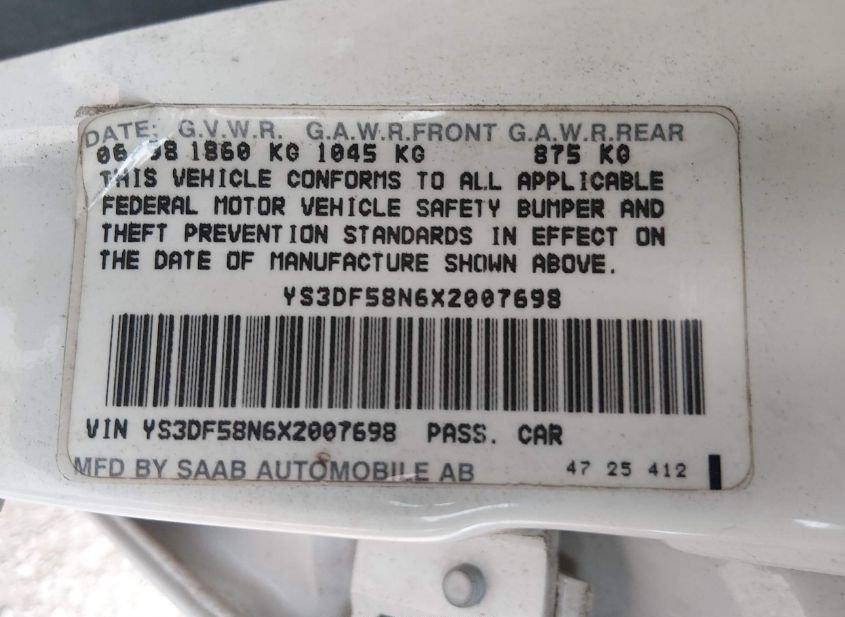 DATE: G.V.W.R. G.A.W.R.FRONT G.A.W.R.REAR
06 98 1860 KG 1045 KG 875 KG
THIS VEHICLE CONFORMS TO ALL APPLICABLE
FEDERAL MOTOR VEHICLE SAFETY BUMPER AND
THEFT PREVENTION STANDARDS IN EFFECT ON
THE DATE OF MANUFACTURE SHOWN ABOVE.
YS3DF58N6X2007698
VIN YS3DF58N6X2007698 PASS. CAR
MFD BY SAAB AUTOMOBILE AB 47 25 412